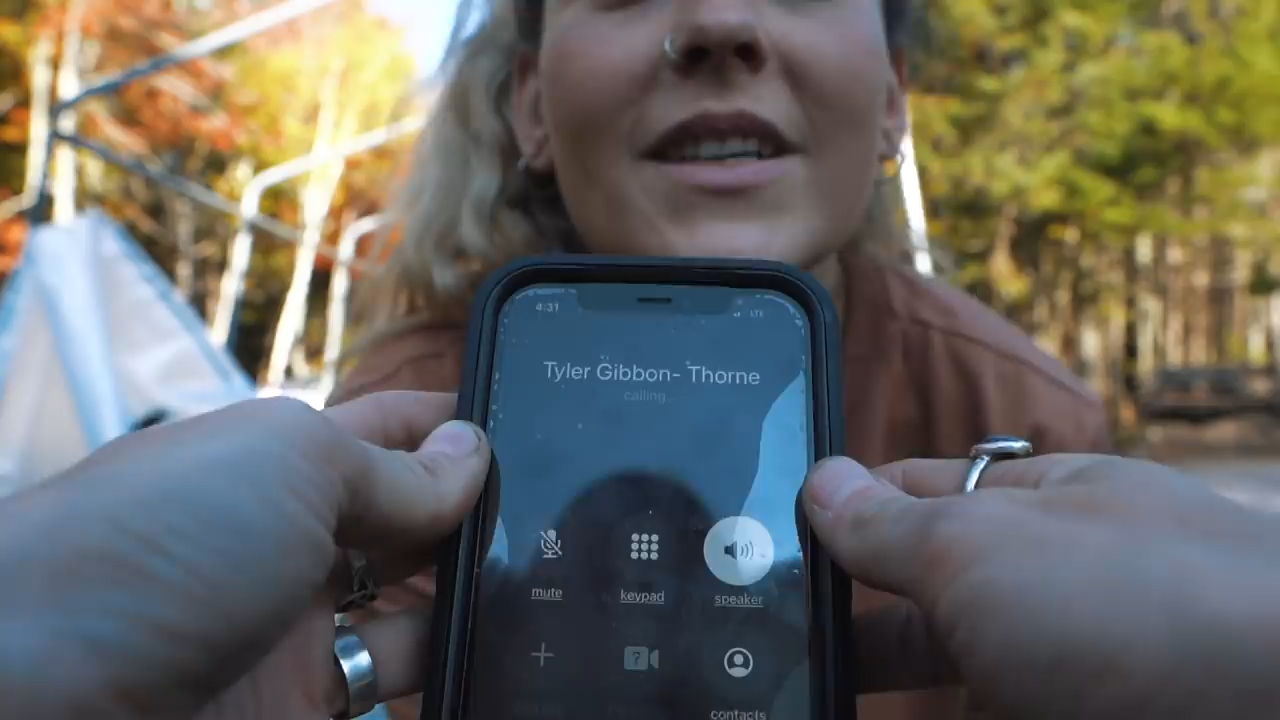 4:31 LTE
Tyler Gibbon- Thorne
calling
mute keypad speaker
?
contacts